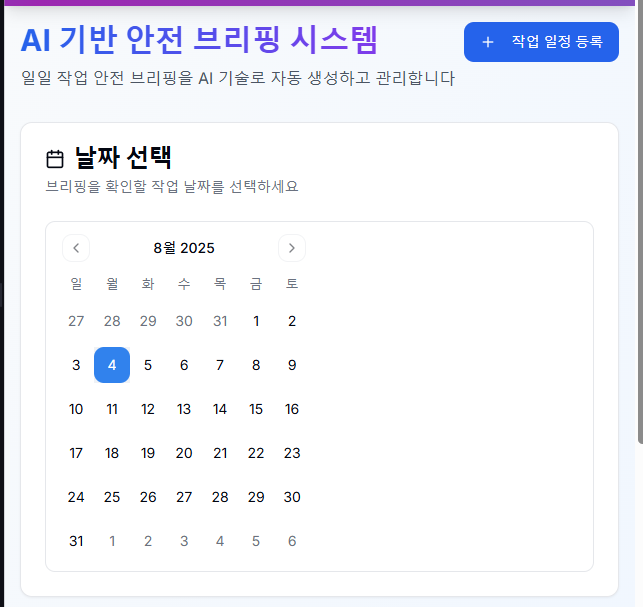 AI 기반 안전 브리핑 시스템
+ 작업 일정 등록
일일 작업 안전 브리핑을 AI 기술로 자동 생성하고 관리합니다
날짜 선택
브리핑을 확인할 작업 날짜를 선택하세요
8월 2025
일 월 화 수 목 금 토
27 28 29 30 31 1 2
3 4 5 6 7 8 9
10 11 12 13 14 15 16
17 18 19 20 21 22 23
24 25 26 27 28 29 30
31 1 2 3 4 5 6